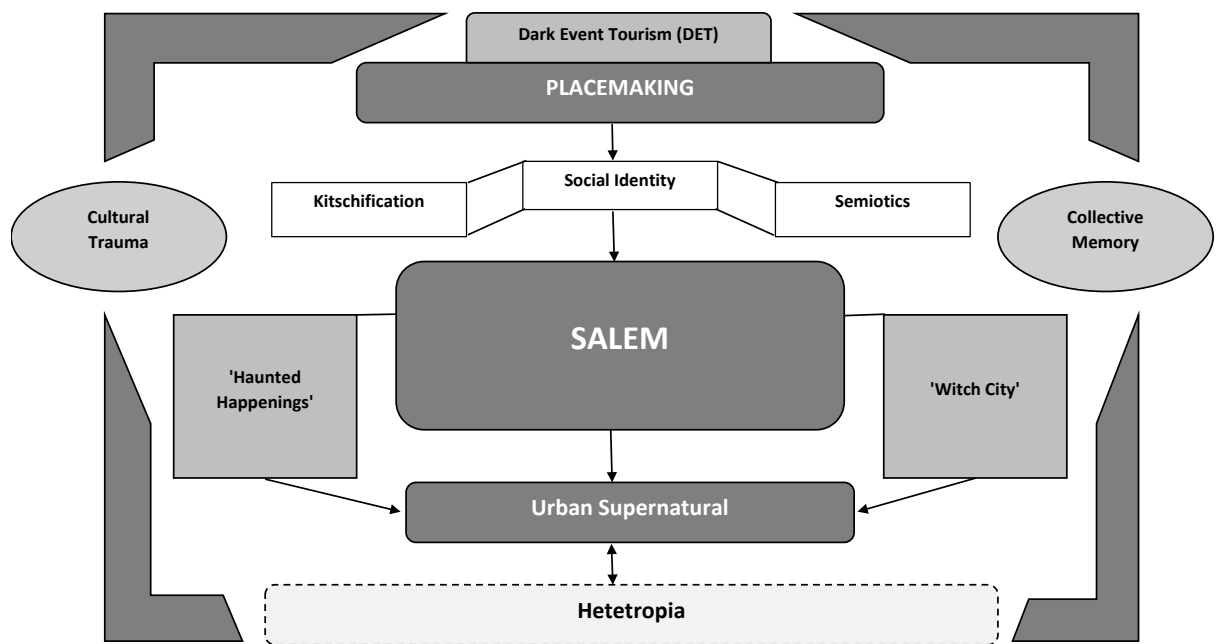 Dark Event Tourism (DET)
PLACEMAKING
Kitschification
Social Identity
Semiotics
Cultural
Trauma
Collective
Memory
SALEM
'Haunted
Happenings'
'Witch City'
Urban Supernatural
Hetetropia